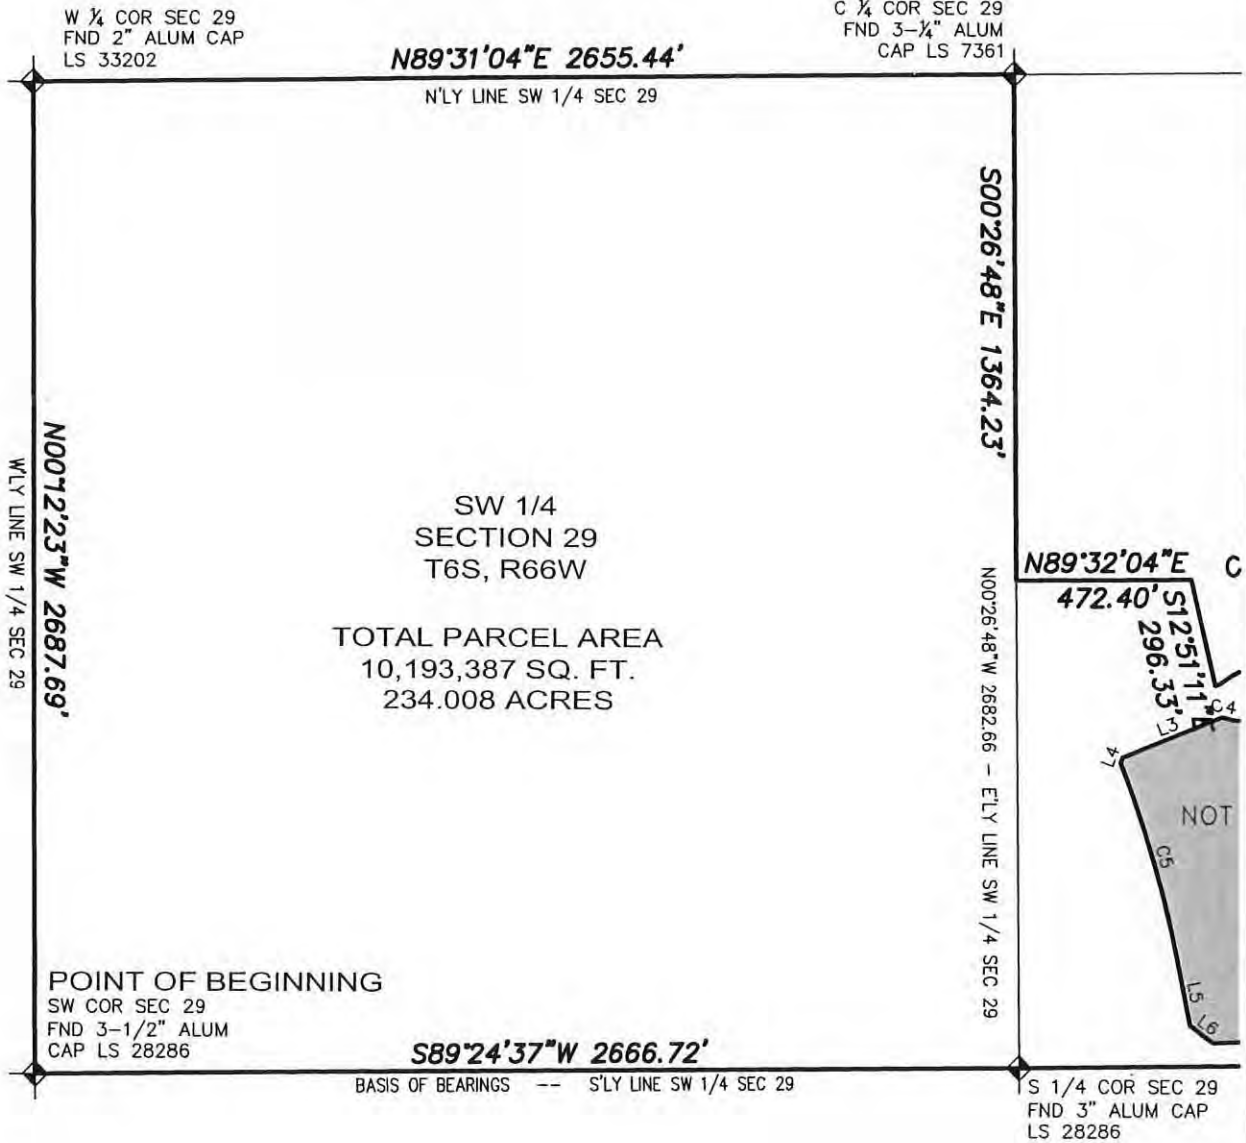 W ¼ COR SEC 29
FND 2" ALUM CAP
LS 33202
N89°31'04"E 2655.44'
N'LY LINE SW 1/4 SEC 29
C ¼ COR SEC 29
FND 3-¼" ALUM
CAP LS 7361
S00°26'48"E 1364.23'
N00°12'23"W 2687.69'
W'LY LINE SW 1/4 SEC 29
SW 1/4
SECTION 29
T6S, R66W
TOTAL PARCEL AREA
10,193,387 SQ. FT.
234.008 ACRES
N00°26'48"W 2682.66 - E'LY LINE SW 1/4 SEC 29
N89°32'04"E
472.40'
C
S12°51'11"E
296.33'
C4
L3
L4
NOT
C5
L5
L6
POINT OF BEGINNING
SW COR SEC 29
FND 3-1/2" ALUM
CAP LS 28286
S89°24'37"W 2666.72'
BASIS OF BEARINGS -- S'LY LINE SW 1/4 SEC 29
S 1/4 COR SEC 29
FND 3" ALUM CAP
LS 28286